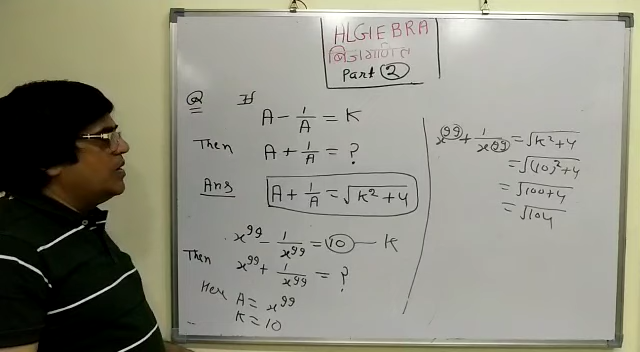 ALGEBRA
बीजगणित
Part 2
Q If
A - 1/A = K
Then A + 1/A = ?
Ans A + 1/A = √(K² + 4)
x⁹⁹ - 1/x⁹⁹ = 10 — K
Then x⁹⁹ + 1/x⁹⁹ = ?
Here A = x⁹⁹
K = 10
x⁹⁹ + 1/x⁹⁹ = √(K² + 4)
= √((10)² + 4)
= √(100 + 4)
= √104